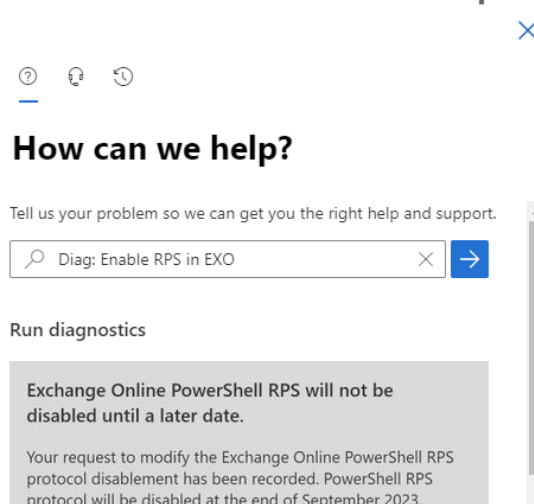 How can we help?
Tell us your problem so we can get you the right help and support.
Diag: Enable RPS in EXO
Run diagnostics
Exchange Online PowerShell RPS will not be
disabled until a later date.
Your request to modify the Exchange Online PowerShell RPS
protocol disablement has been recorded. PowerShell RPS
protocol will be disabled at the end of September 2023.